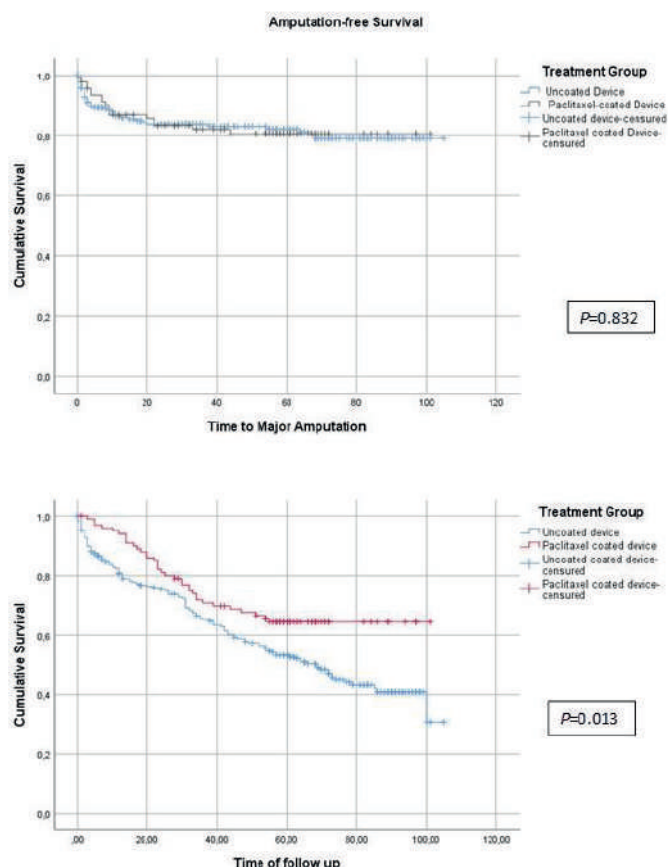 Amputation-free Survival
Treatment Group
Uncoated Device
Paclitaxel-coated Device
Uncoated device-censured
Paclitaxel coated Device-
censured
Cumulative Survival
1,0
0,8
0,6
0,4
0,2
0,0
0 20 40 60 80 100 120
Time to Major Amputation
P=0.832
Treatment Group
Uncoated device
Paclitaxel coated device
Uncoated coated device-
censured
Paclitaxel coated device-
censured
Cumulative Survival
1,0
0,8
0,6
0,4
0,2
0,0
,00 20,00 40,00 60,00 80,00 100,00 120,00
Time of follow up
P=0.013